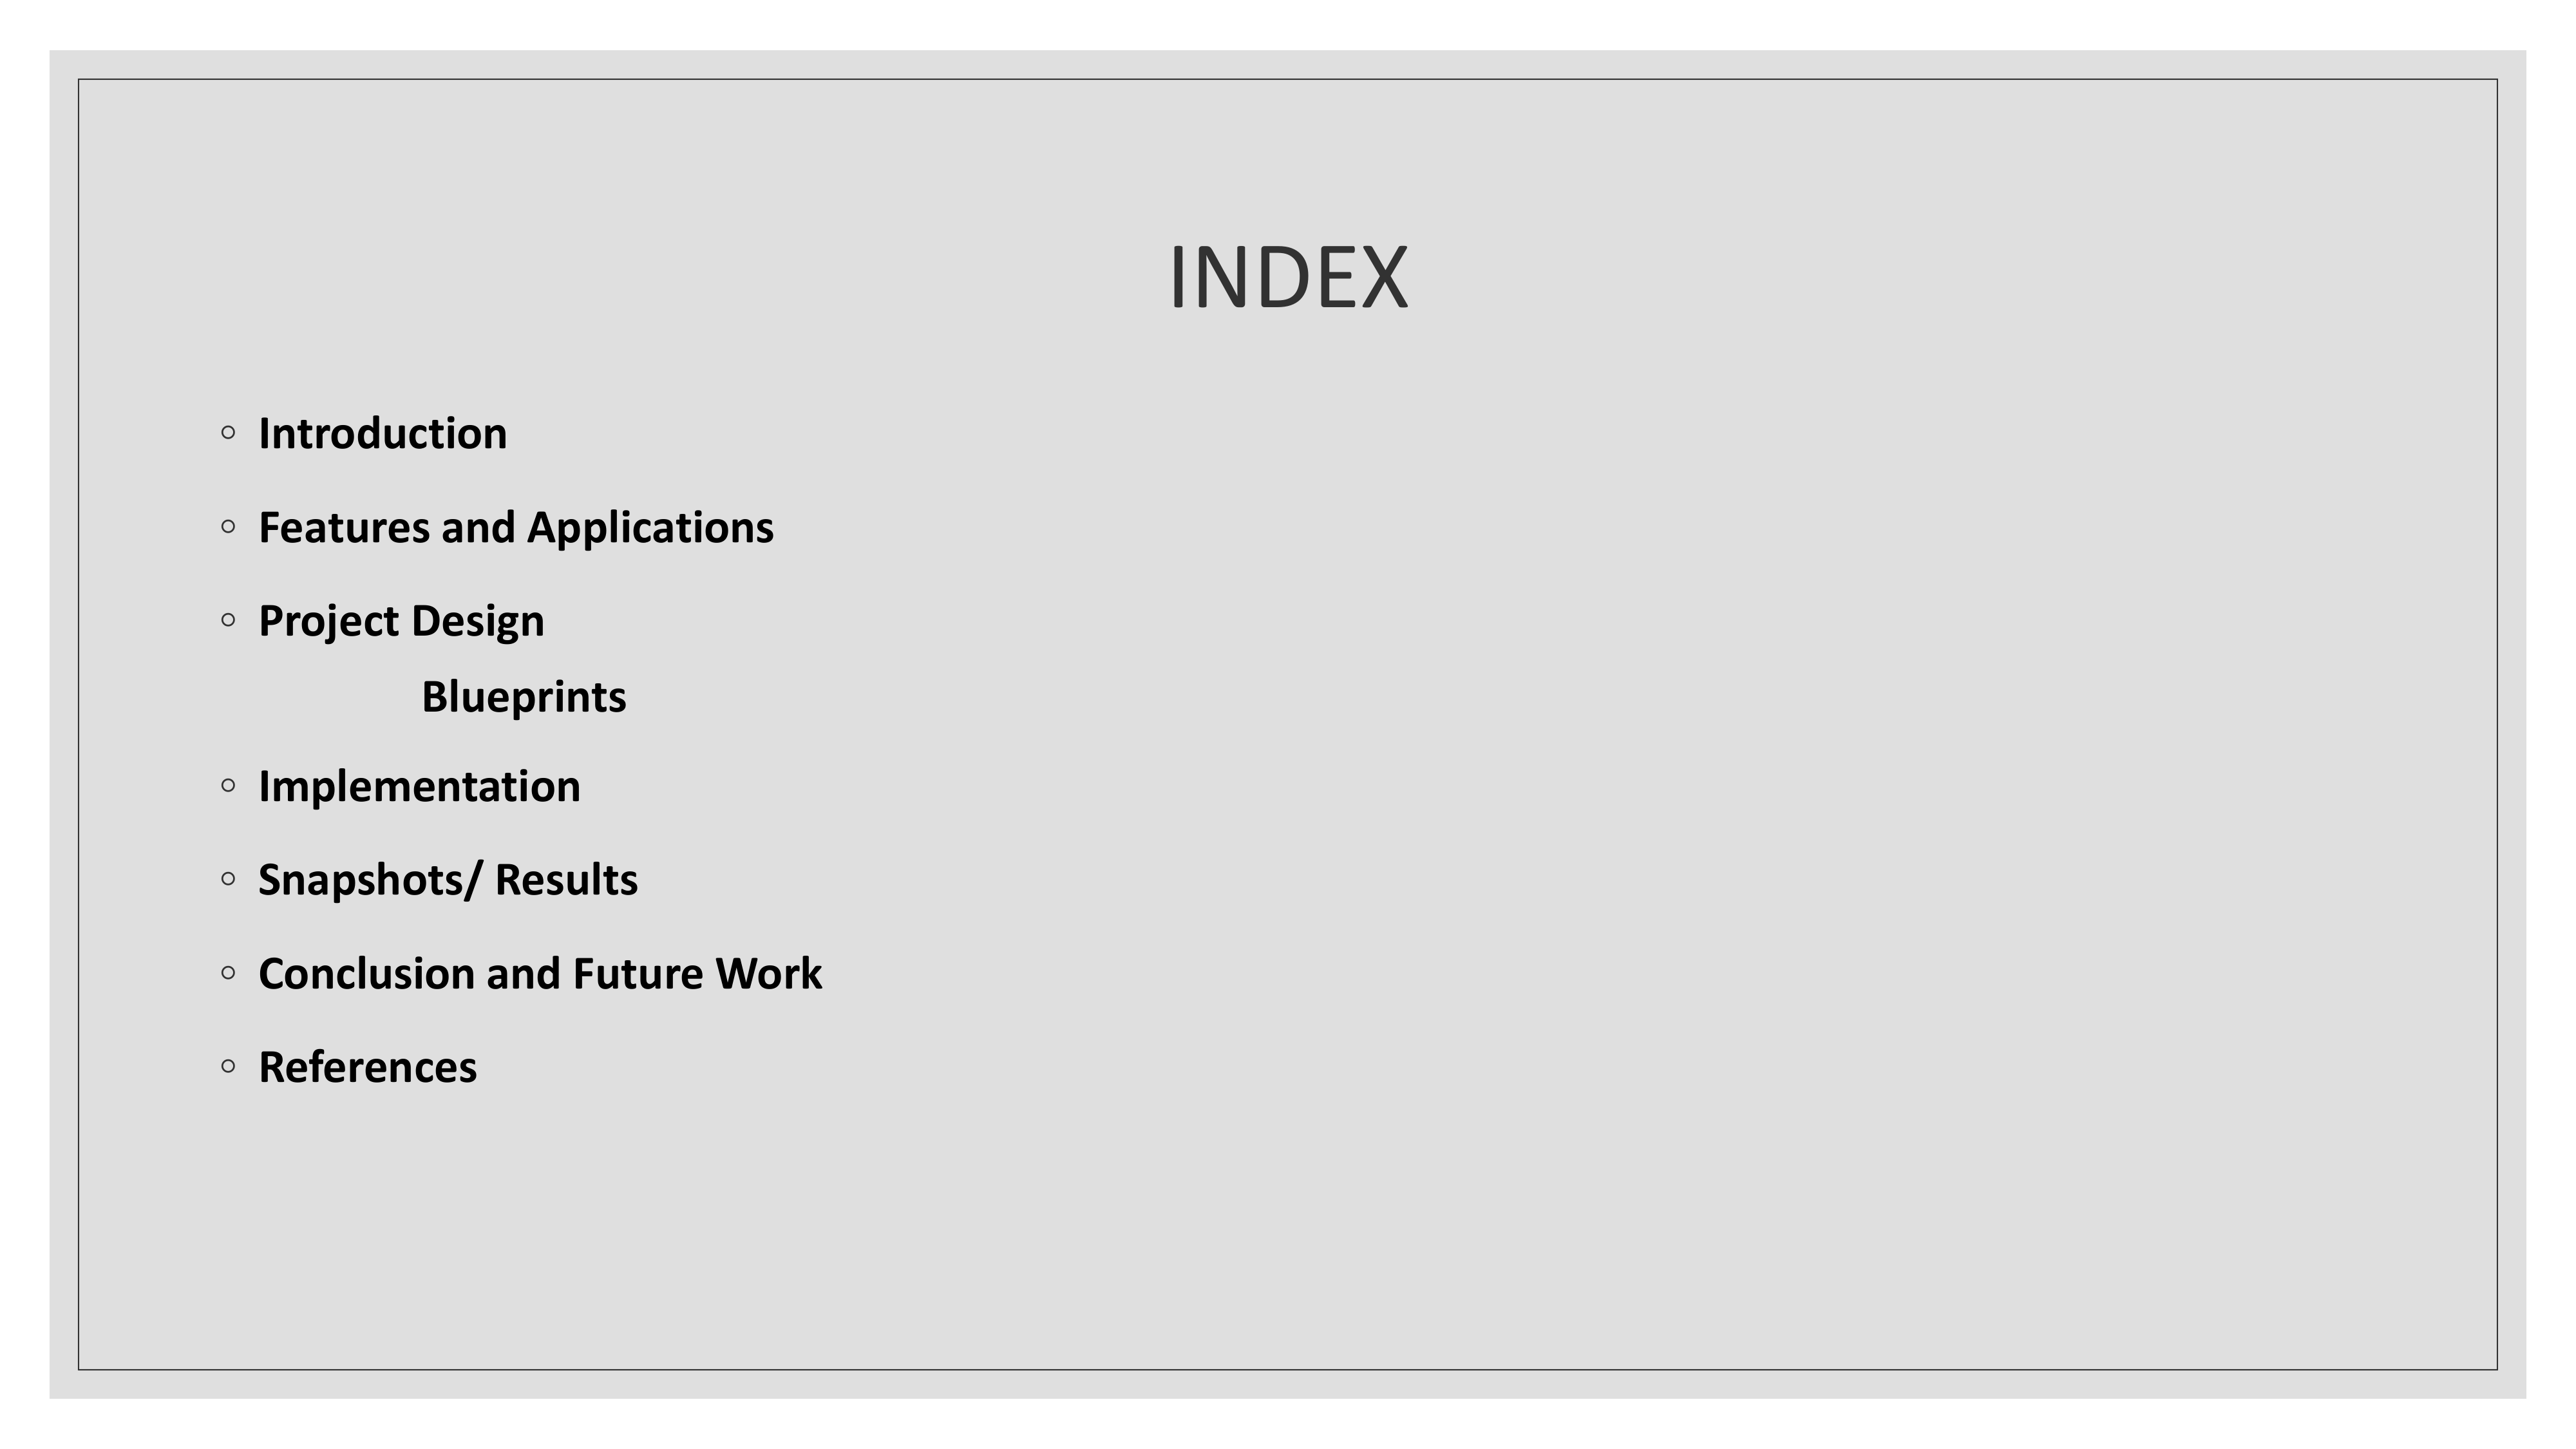 INDEX
◦ Introduction
◦ Features and Applications
◦ Project Design
Blueprints
◦ Implementation
◦ Snapshots/ Results
◦ Conclusion and Future Work
◦ References